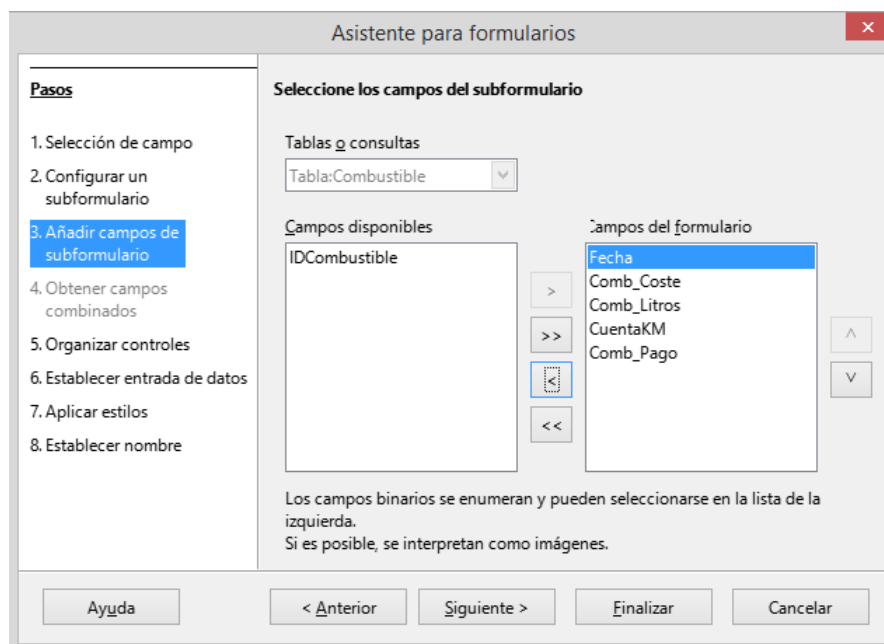 Asistente para formularios
×
Pasos
1. Selección de campo
2. Configurar un
subformulario
3. Añadir campos de
subformulario
4. Obtener campos
combinados
5. Organizar controles
6. Establecer entrada de datos
7. Aplicar estilos
8. Establecer nombre
Seleccione los campos del subformulario
Tablas o consultas
Tabla:Combustible
Campos disponibles
IDCombustible
>
>>
<
<<
Campos del formulario
Fecha
Comb_Coste
Comb_Litros
CuentaKM
Comb_Pago
Los campos binarios se enumeran y pueden seleccionarse en la lista de la
izquierda.
Si es posible, se interpretan como imágenes.
Ayuda
< Anterior
Siguiente >
Finalizar
Cancelar